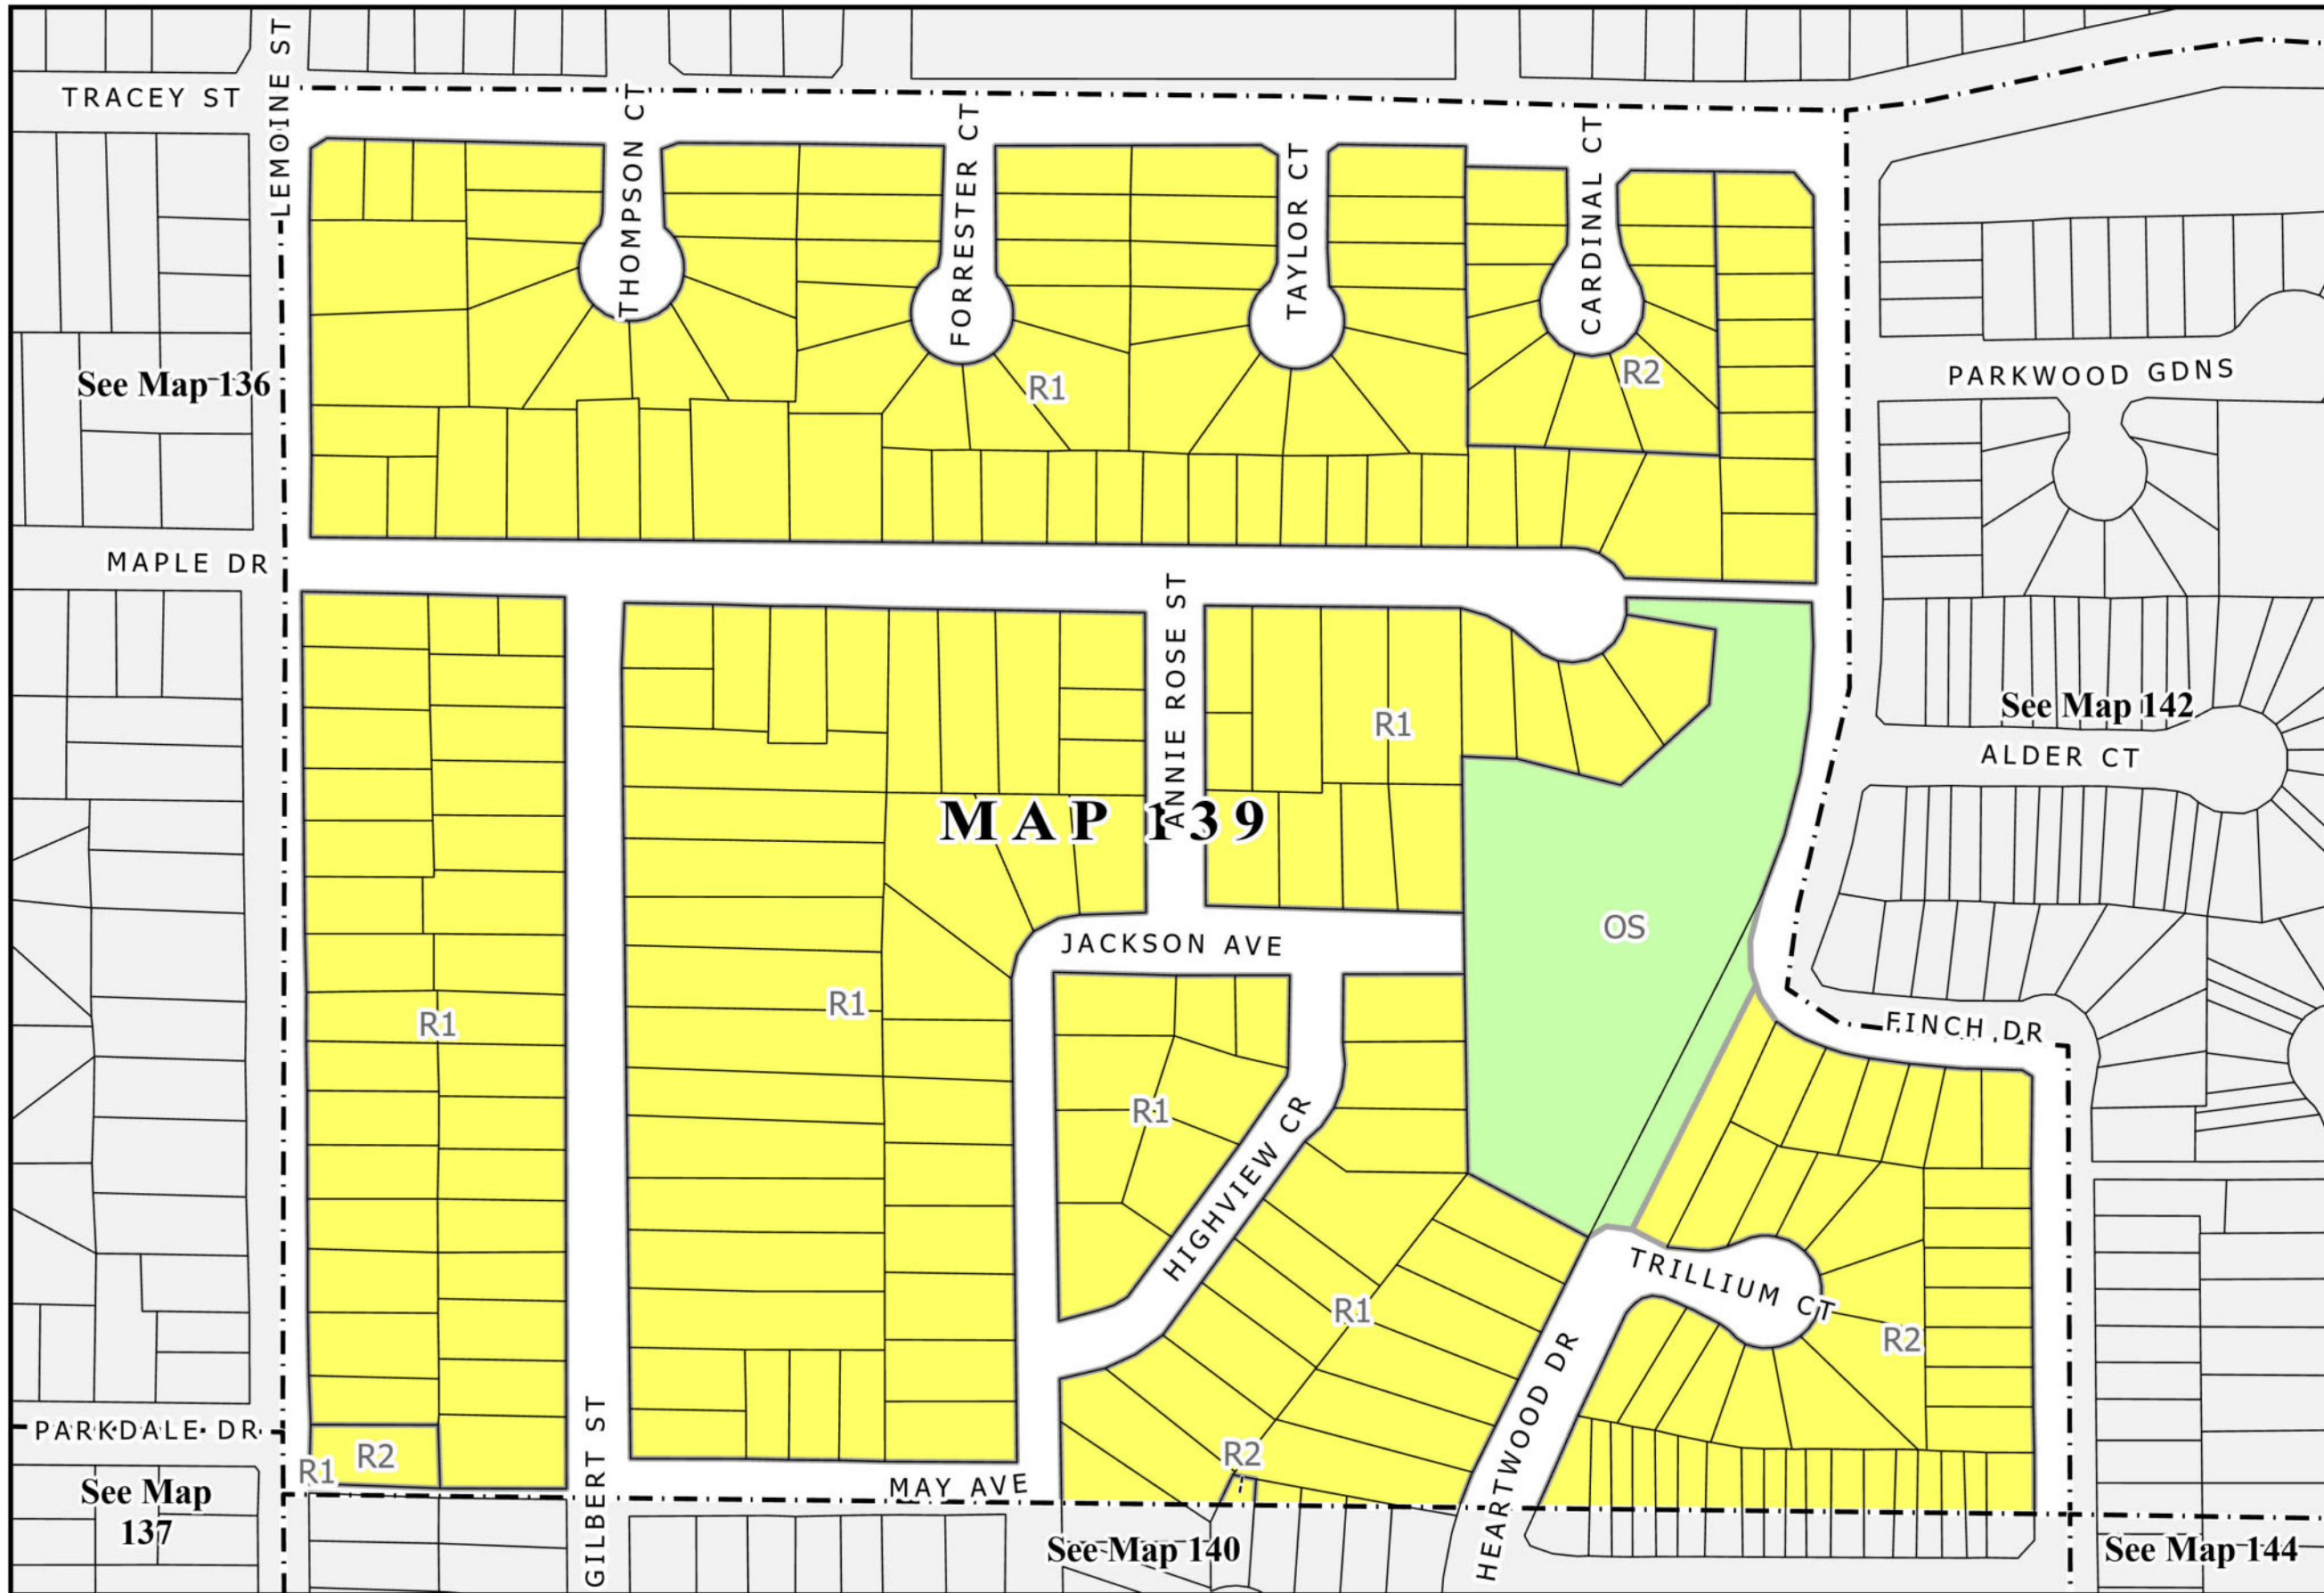 LEMOINE ST
TRACEY ST
THOMPSON CT
FORRESTER CT
TAYLOR CT
CARDINAL CT
See Map 136
R1
R2
PARKWOOD GDNS
MAPLE DR
ANNIE ROSE ST
R1
See Map 142
ALDER CT
MAP 139
OS
JACKSON AVE
R1
R1
FINCH DR
R1
HIGHVIEW CR
TRILLIUM CT
R1
R2
HEARTWOOD DR
PARKDALE DR
R1
R2
R2
GILBERT ST
MAY AVE
See Map
137
See Map 140
See Map 144